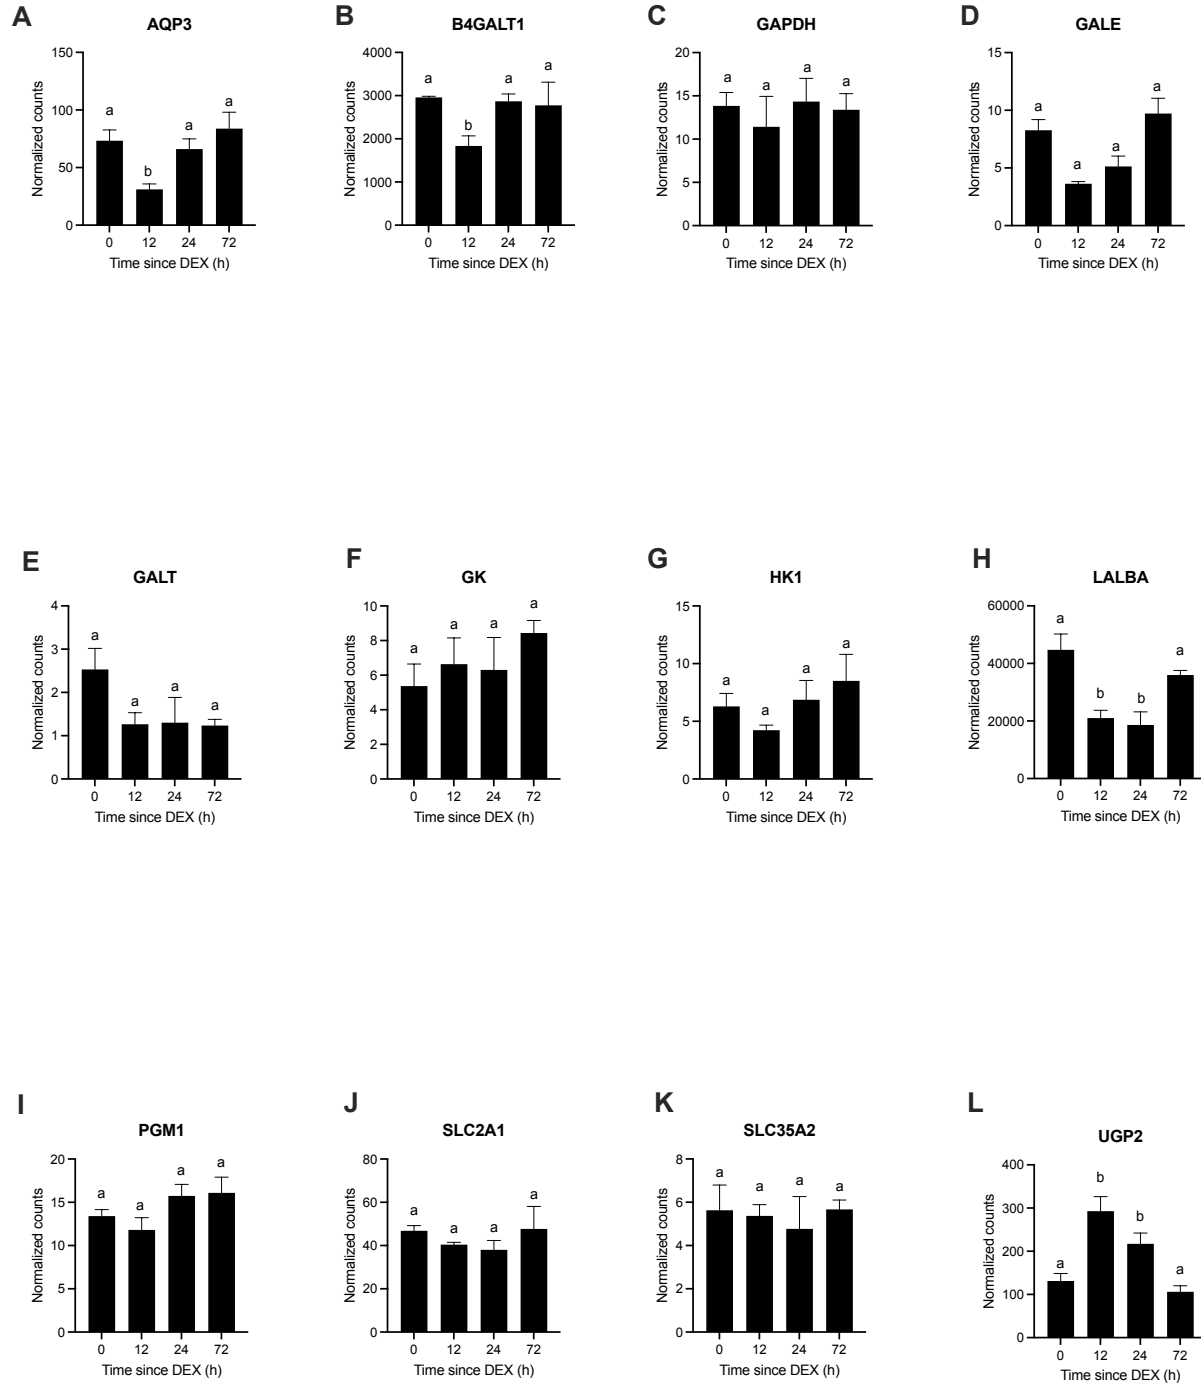 A
AQP3
Normalized counts
150
100
50
0
a
b
a
a
0 12 24 72
Time since DEX (h)
B
B4GALT1
Normalized counts
4000
3000
2000
1000
0
a
b
a
a
0 12 24 72
Time since DEX (h)
C
GAPDH
Normalized counts
20
15
10
5
0
a
a
a
a
0 12 24 72
Time since DEX (h)
D
GALE
Normalized counts
15
10
5
0
a
a
a
a
0 12 24 72
Time since DEX (h)
E
GALT
Normalized counts
4
3
2
1
0
a
a
a
a
0 12 24 72
Time since DEX (h)
F
GK
Normalized counts
10
8
6
4
2
0
a
a
a
a
0 12 24 72
Time since DEX (h)
G
HK1
Normalized counts
15
10
5
0
a
a
a
a
0 12 24 72
Time since DEX (h)
H
LALBA
Normalized counts
60000
40000
20000
0
a
b
b
a
0 12 24 72
Time since DEX (h)
I
PGM1
Normalized counts
20
15
10
5
0
a
a
a
a
0 12 24 72
Time since DEX (h)
J
SLC2A1
Normalized counts
80
60
40
20
0
a
a
a
a
0 12 24 72
Time since DEX (h)
K
SLC35A2
Normalized counts
8
6
4
2
0
a
a
a
a
0 12 24 72
Time since DEX (h)
L
UGP2
Normalized counts
400
300
200
100
0
a
b
b
a
0 12 24 72
Time since DEX (h)